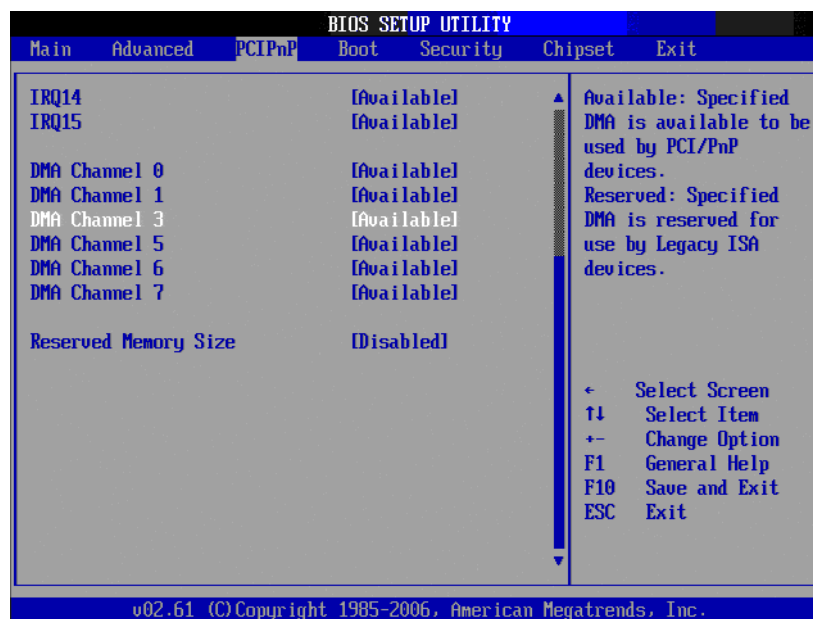 BIOS SETUP UTILITY
Main Advanced PCIPnP Boot Security Chipset Exit
IRQ14 [Available]
IRQ15 [Available]
DMA Channel 0 [Available]
DMA Channel 1 [Available]
DMA Channel 3 [Available]
DMA Channel 5 [Available]
DMA Channel 6 [Available]
DMA Channel 7 [Available]
Reserved Memory Size [Disabled]
Available: Specified
DMA is available to be
used by PCI/PnP
devices.
Reserved: Specified
DMA is reserved for
use by Legacy ISA
devices.
← Select Screen
↑↓ Select Item
+- Change Option
F1 General Help
F10 Save and Exit
ESC Exit
v02.61 (C)Copyright 1985-2006, American Megatrends, Inc.